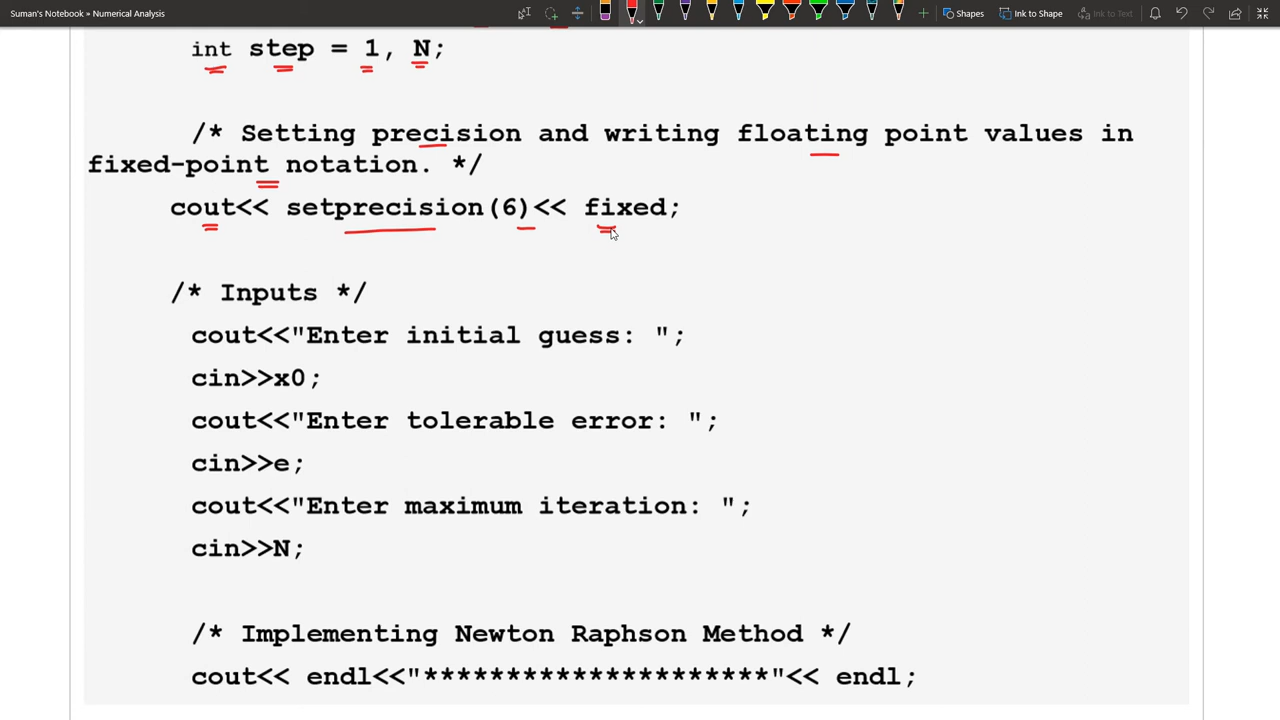 Suman's Notebook » Numerical Analysis
Shapes
Ink to Shape
Ink to Text
int step = 1, N;
/* Setting precision and writing floating point values in
fixed-point notation. */
cout<< setprecision(6)<< fixed;
/* Inputs */
cout<<"Enter initial guess: ";
cin>>x0;
cout<<"Enter tolerable error: ";
cin>>e;
cout<<"Enter maximum iteration: ";
cin>>N;
/* Implementing Newton Raphson Method */
cout<< endl<<"*********************"<< endl;